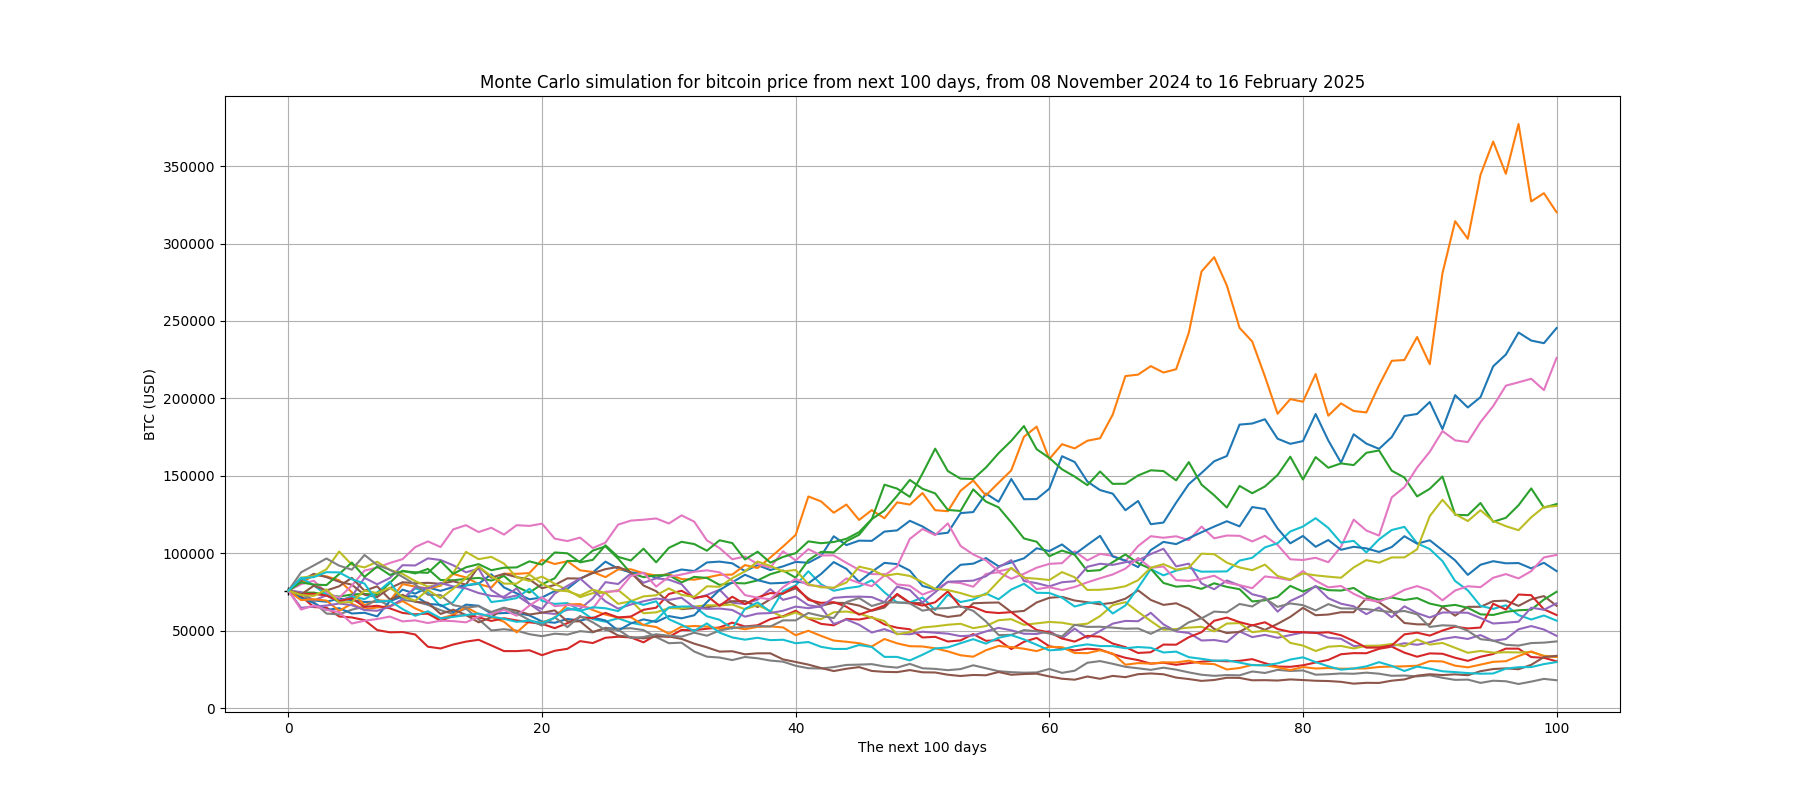 Monte Carlo simulation for bitcoin price from next 100 days, from 08 November 2024 to 16 February 2025
350000
300000
250000
200000
150000
100000
50000
0
BTC (USD)
0 20 40 60 80 100
The next 100 days